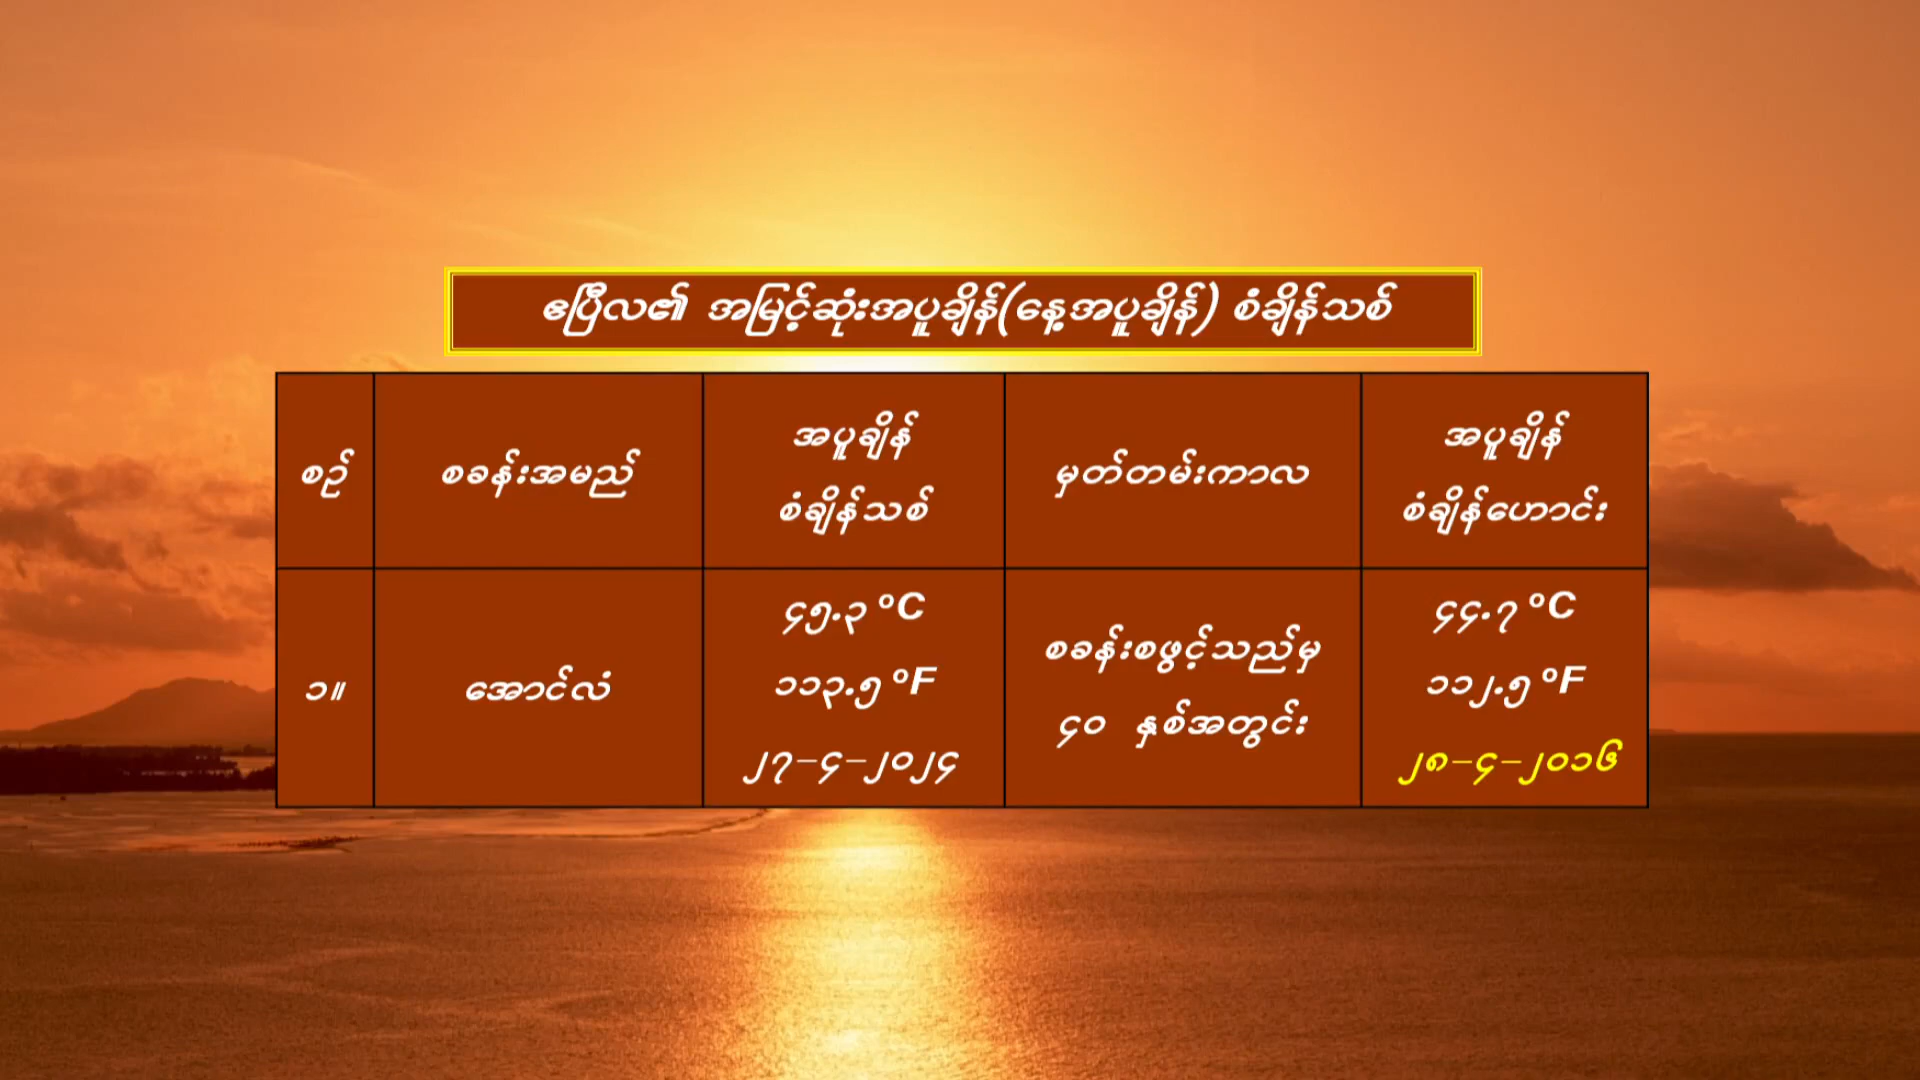 ဧပြီလ၏ အမြင့်ဆုံးအပူချိန်(နေ့အပူချိန်) စံချိန်သစ်
စဉ်
စခန်းအမည်
အပူချိန်
စံချိန်သစ်
မှတ်တမ်းကာလ
အပူချိန်
စံချိန်ဟောင်း
၁။
အောင်လံ
၄၅.၃ °C
၁၁၃.၅ °F
၂၇-၄-၂၀၂၄
စခန်းစဖွင့်သည်မှ
၄၀ နှစ်အတွင်း
၄၄.၇ °C
၁၁၂.၅ °F
၂၈-၄-၂၀၁၆